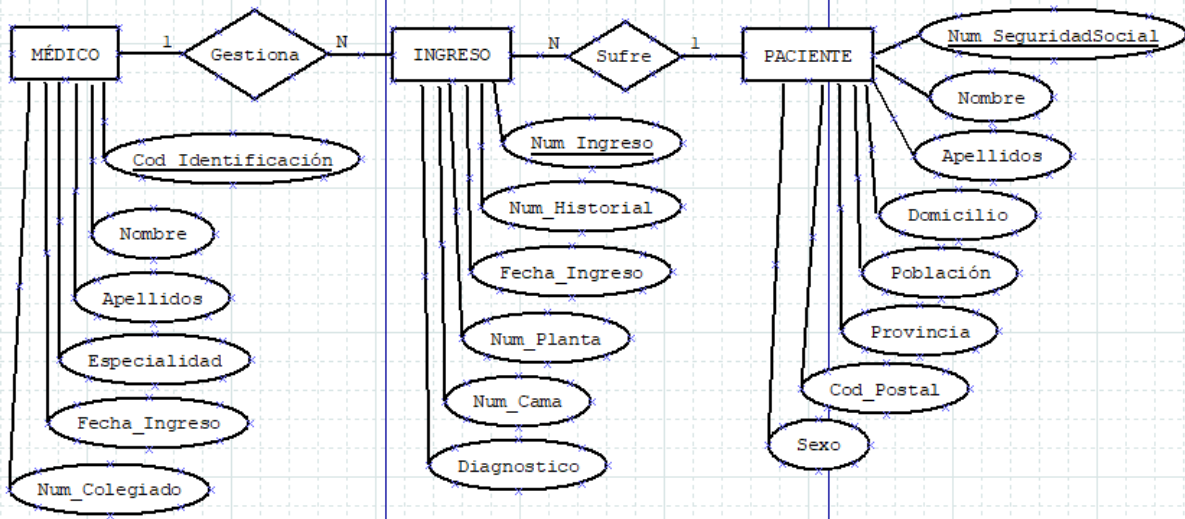 MÉDICO
1
Gestiona
N
INGRESO
N
Sufre
1
PACIENTE
Cod_Identificación
Nombre
Apellidos
Especialidad
Fecha_Ingreso
Num_Colegiado
Num_Ingreso
Num_Historial
Fecha_Ingreso
Num_Planta
Num_Cama
Diagnostico
Num_SeguridadSocial
Nombre
Apellidos
Domicilio
Población
Provincia
Cod_Postal
Sexo